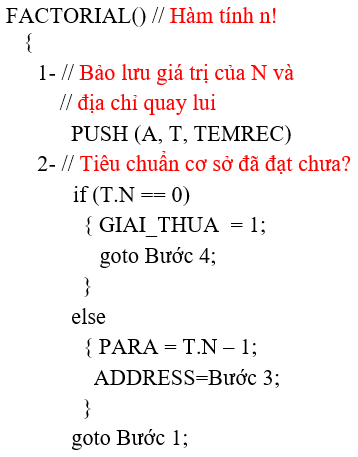 FACTORIAL() // Hàm tính n!
{
1- // Bảo lưu giá trị của N và
// địa chỉ quay lui
PUSH (A, T, TEMREC)
2- // Tiêu chuẩn cơ sở đã đạt chưa?
if (T.N == 0)
{ GIAI_THUA = 1;
goto Bước 4;
}
else
{ PARA = T.N – 1;
ADDRESS=Bước 3;
}
goto Bước 1;